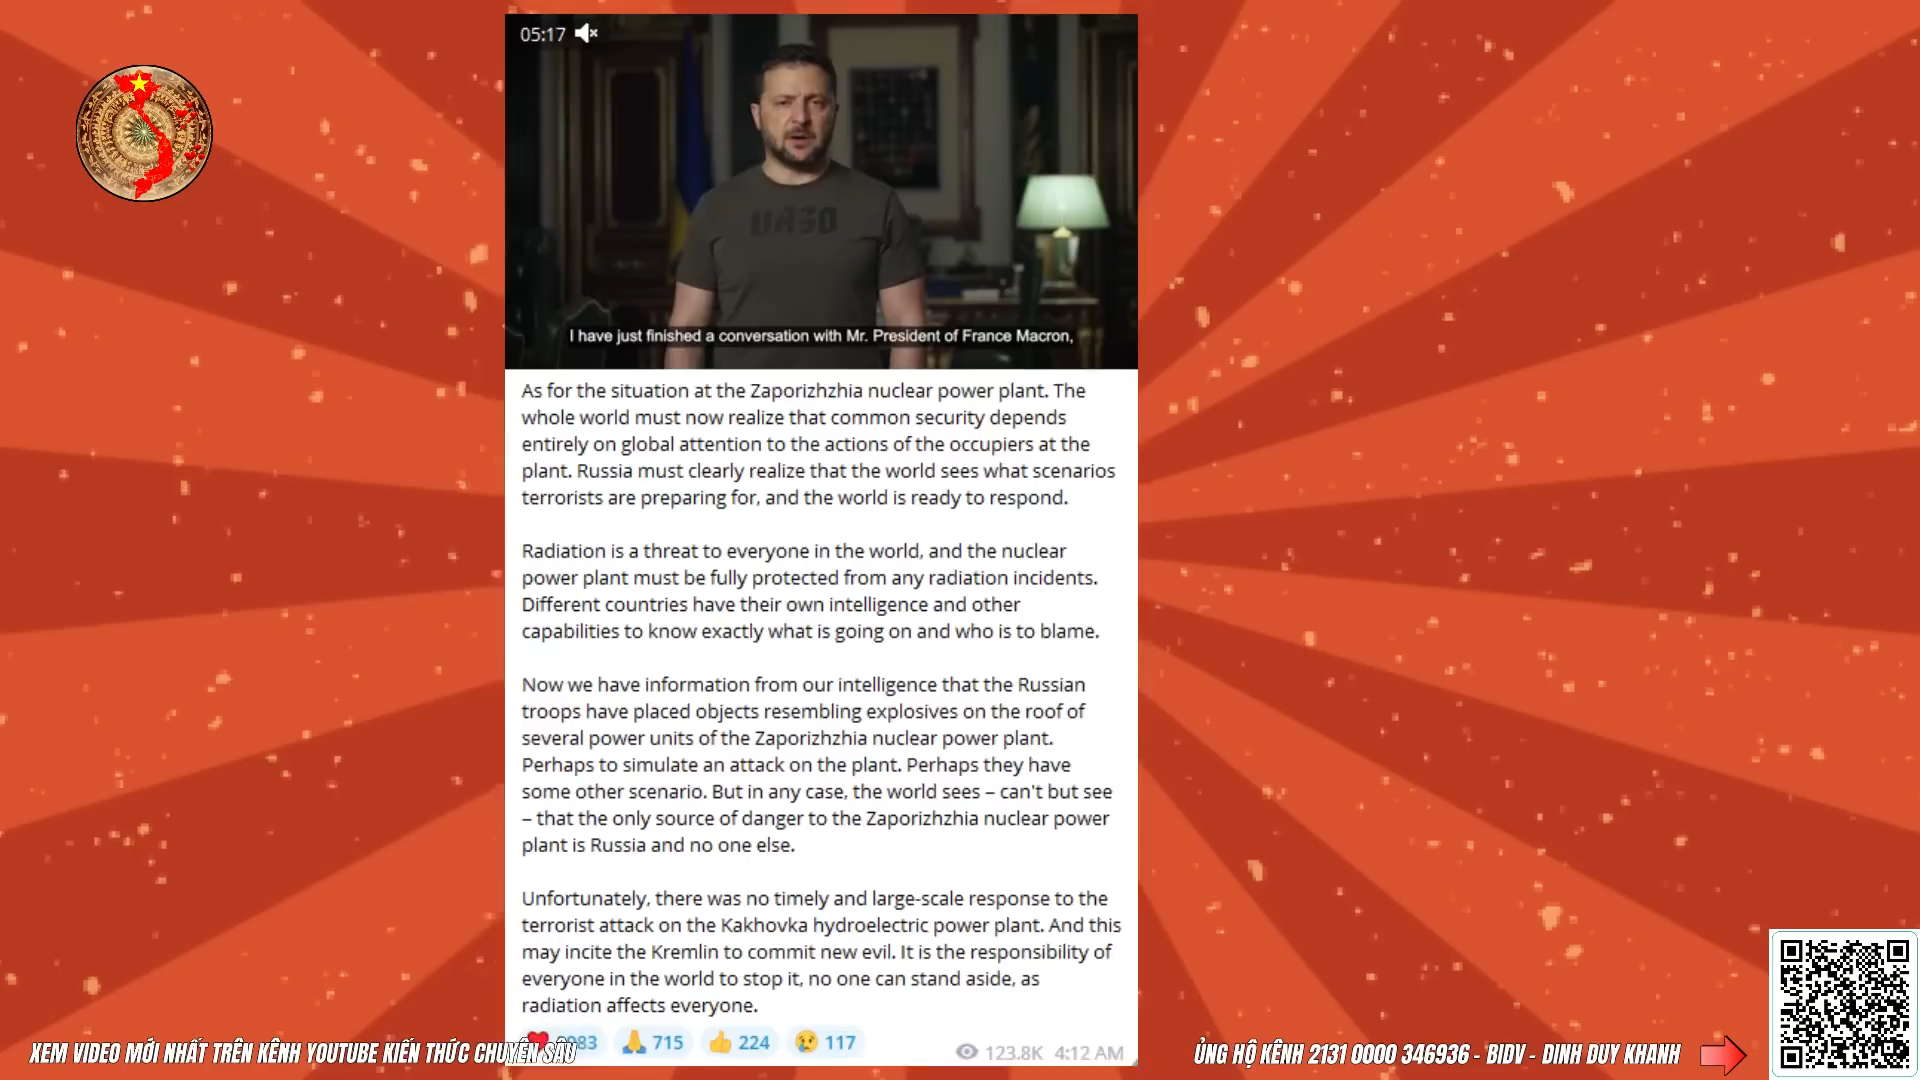 05:17
UA50
I have just finished a conversation with Mr. President of France Macron,
As for the situation at the Zaporizhzhia nuclear power plant. The
whole world must now realize that common security depends
entirely on global attention to the actions of the occupiers at the
plant. Russia must clearly realize that the world sees what scenarios
terrorists are preparing for, and the world is ready to respond.
Radiation is a threat to everyone in the world, and the nuclear
power plant must be fully protected from any radiation incidents.
Different countries have their own intelligence and other
capabilities to know exactly what is going on and who is to blame.
Now we have information from our intelligence that the Russian
troops have placed objects resembling explosives on the roof of
several power units of the Zaporizhzhia nuclear power plant.
Perhaps to simulate an attack on the plant. Perhaps they have
some other scenario. But in any case, the world sees – can't but see
– that the only source of danger to the Zaporizhzhia nuclear power
plant is Russia and no one else.
Unfortunately, there was no timely and large-scale response to the
terrorist attack on the Kakhovka hydroelectric power plant. And this
may incite the Kremlin to commit new evil. It is the responsibility of
everyone in the world to stop it, no one can stand aside, as
radiation affects everyone.
715 224 117
123.8K 4:12 AM
XEM VIDEO MỚI NHẤT TRÊN KÊNH YOUTUBE KIẾN THỨC CHUYÊN SÂU
ỦNG HỘ KÊNH 2131 0000 346936 - BIDV - DINH DUY KHANH